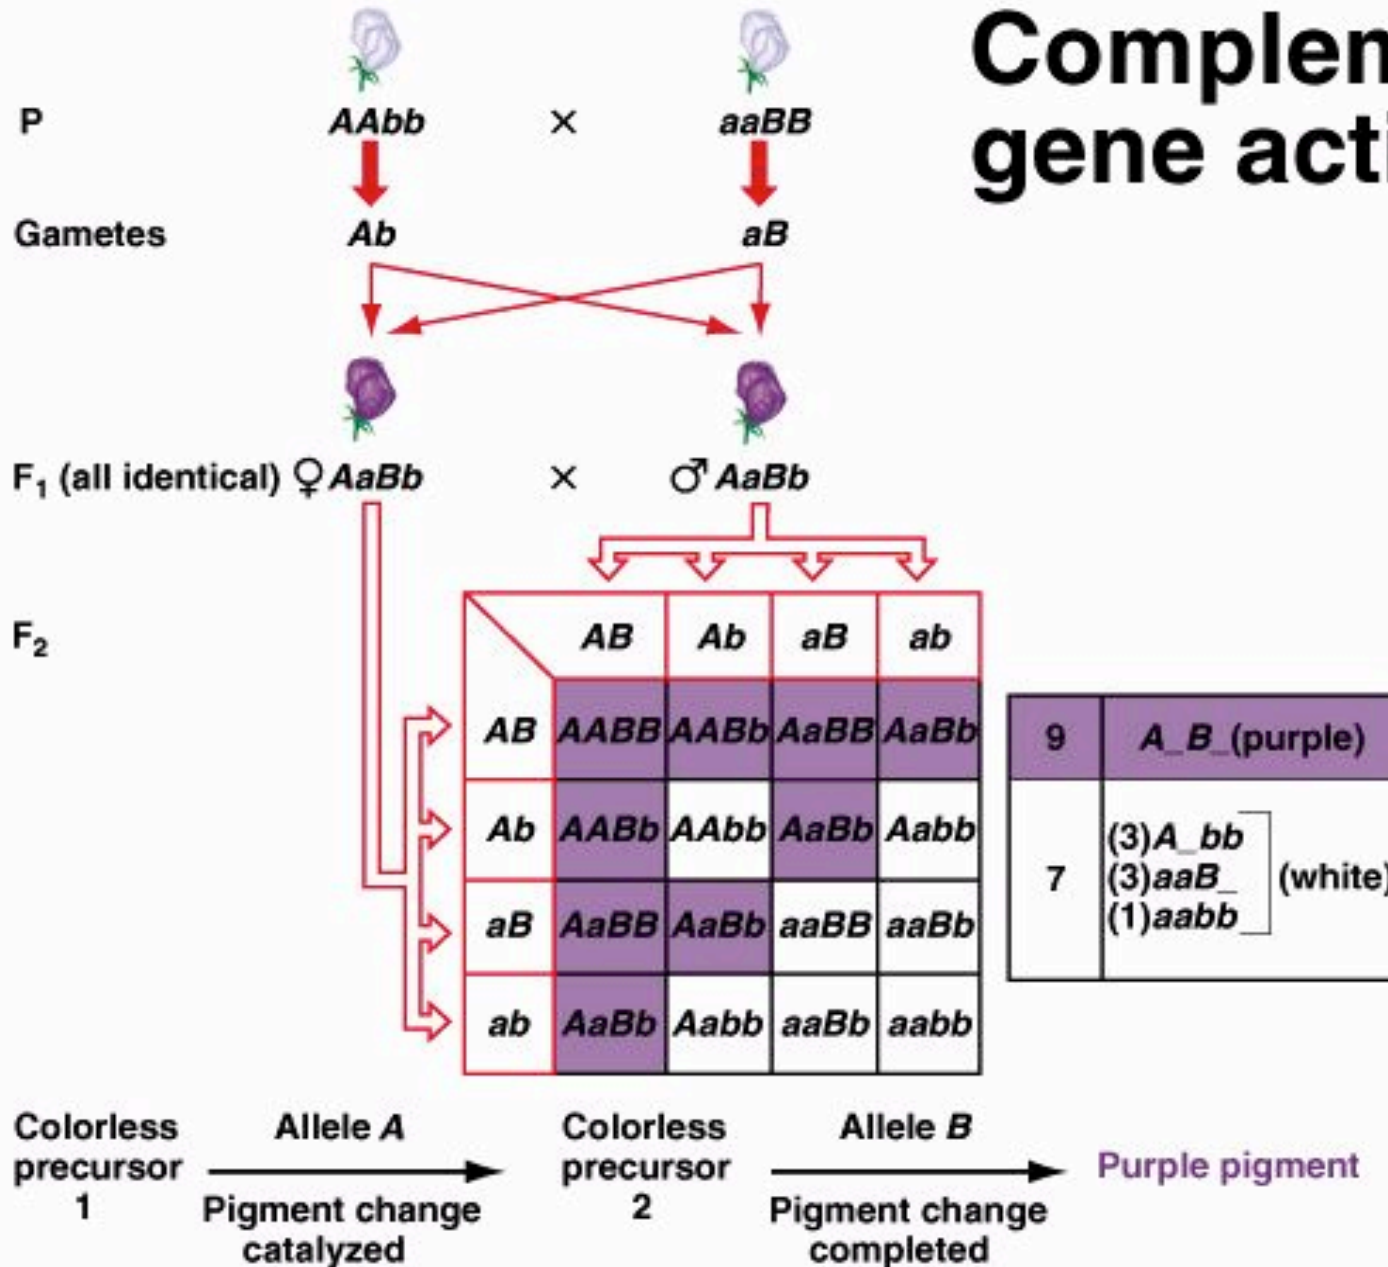 Complem
gene acti
P AAbb × aaBB
Gametes Ab aB
F1 (all identical) ♀ AaBb × ♂ AaBb
F2
AB Ab aB ab
AB AABB AABb AaBB AaBb
Ab AABb AAbb AaBb Aabb
aB AaBB AaBb aaBB aaBb
ab AaBb Aabb aaBb aabb
9 A_B_(purple)
7 (3)A_bb
(3)aaB_ (white)
(1)aabb
Colorless Allele A Colorless Allele B
precursor precursor Purple pigment
1 Pigment change 2 Pigment change
catalyzed completed